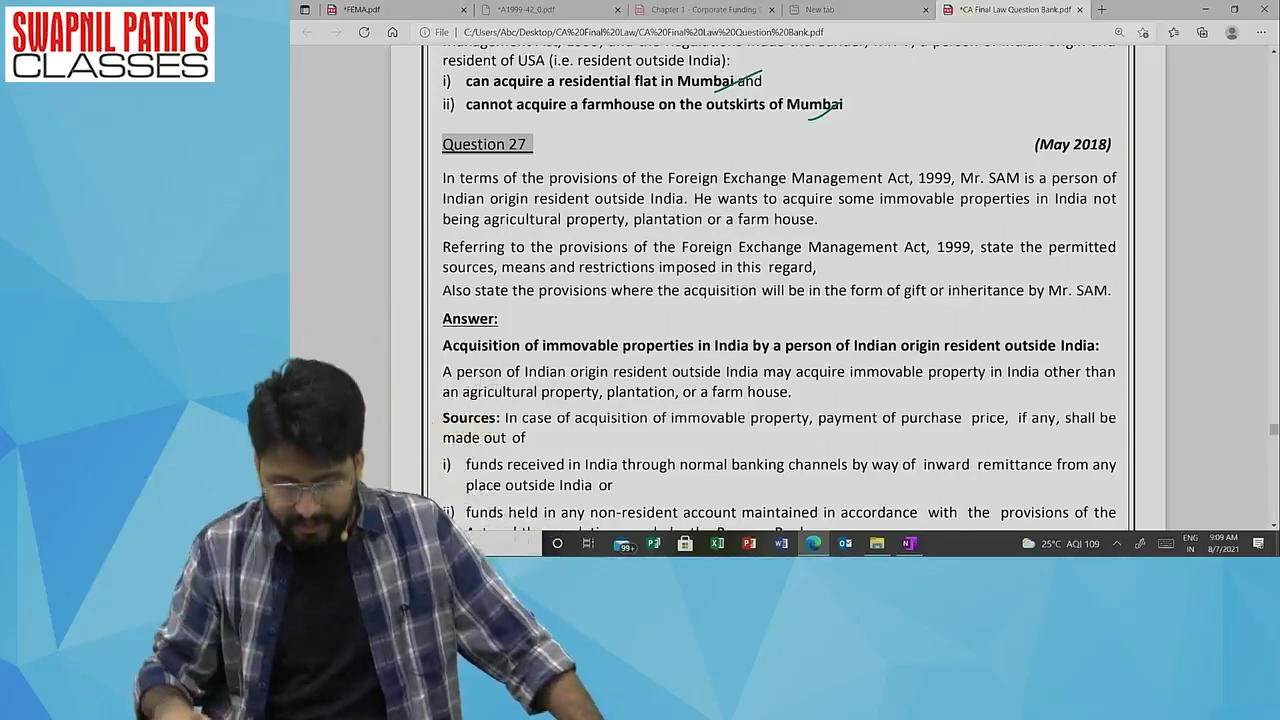 SWAPNIL PATNI'S
CLASSES
*FEMA.pdf
*A1999-42_0.pdf
Chapter 1 - Corporate Funding
New tab
*CA Final Law Question Bank.pdf
File
C:/Users/Abc/Desktop/CA%20Final%20Law/CA%20Final%20Law%20Question%20Bank.pdf
resident of USA (i.e. resident outside India):
i) can acquire a residential flat in Mumbai and
ii) cannot acquire a farmhouse on the outskirts of Mumbai
Question 27 (May 2018)
In terms of the provisions of the Foreign Exchange Management Act, 1999, Mr. SAM is a person of
Indian origin resident outside India. He wants to acquire some immovable properties in India not
being agricultural property, plantation or a farm house.
Referring to the provisions of the Foreign Exchange Management Act, 1999, state the permitted
sources, means and restrictions imposed in this regard,
Also state the provisions where the acquisition will be in the form of gift or inheritance by Mr. SAM.
Answer:
Acquisition of immovable properties in India by a person of Indian origin resident outside India:
A person of Indian origin resident outside India may acquire immovable property in India other than
an agricultural property, plantation, or a farm house.
Sources: In case of acquisition of immovable property, payment of purchase price, if any, shall be
made out of
i) funds received in India through normal banking channels by way of inward remittance from any
place outside India or
ii) funds held in any non-resident account maintained in accordance with the provisions of the
99+
25°C AQI 109
ENG
IN
9:09 AM
8/7/2021